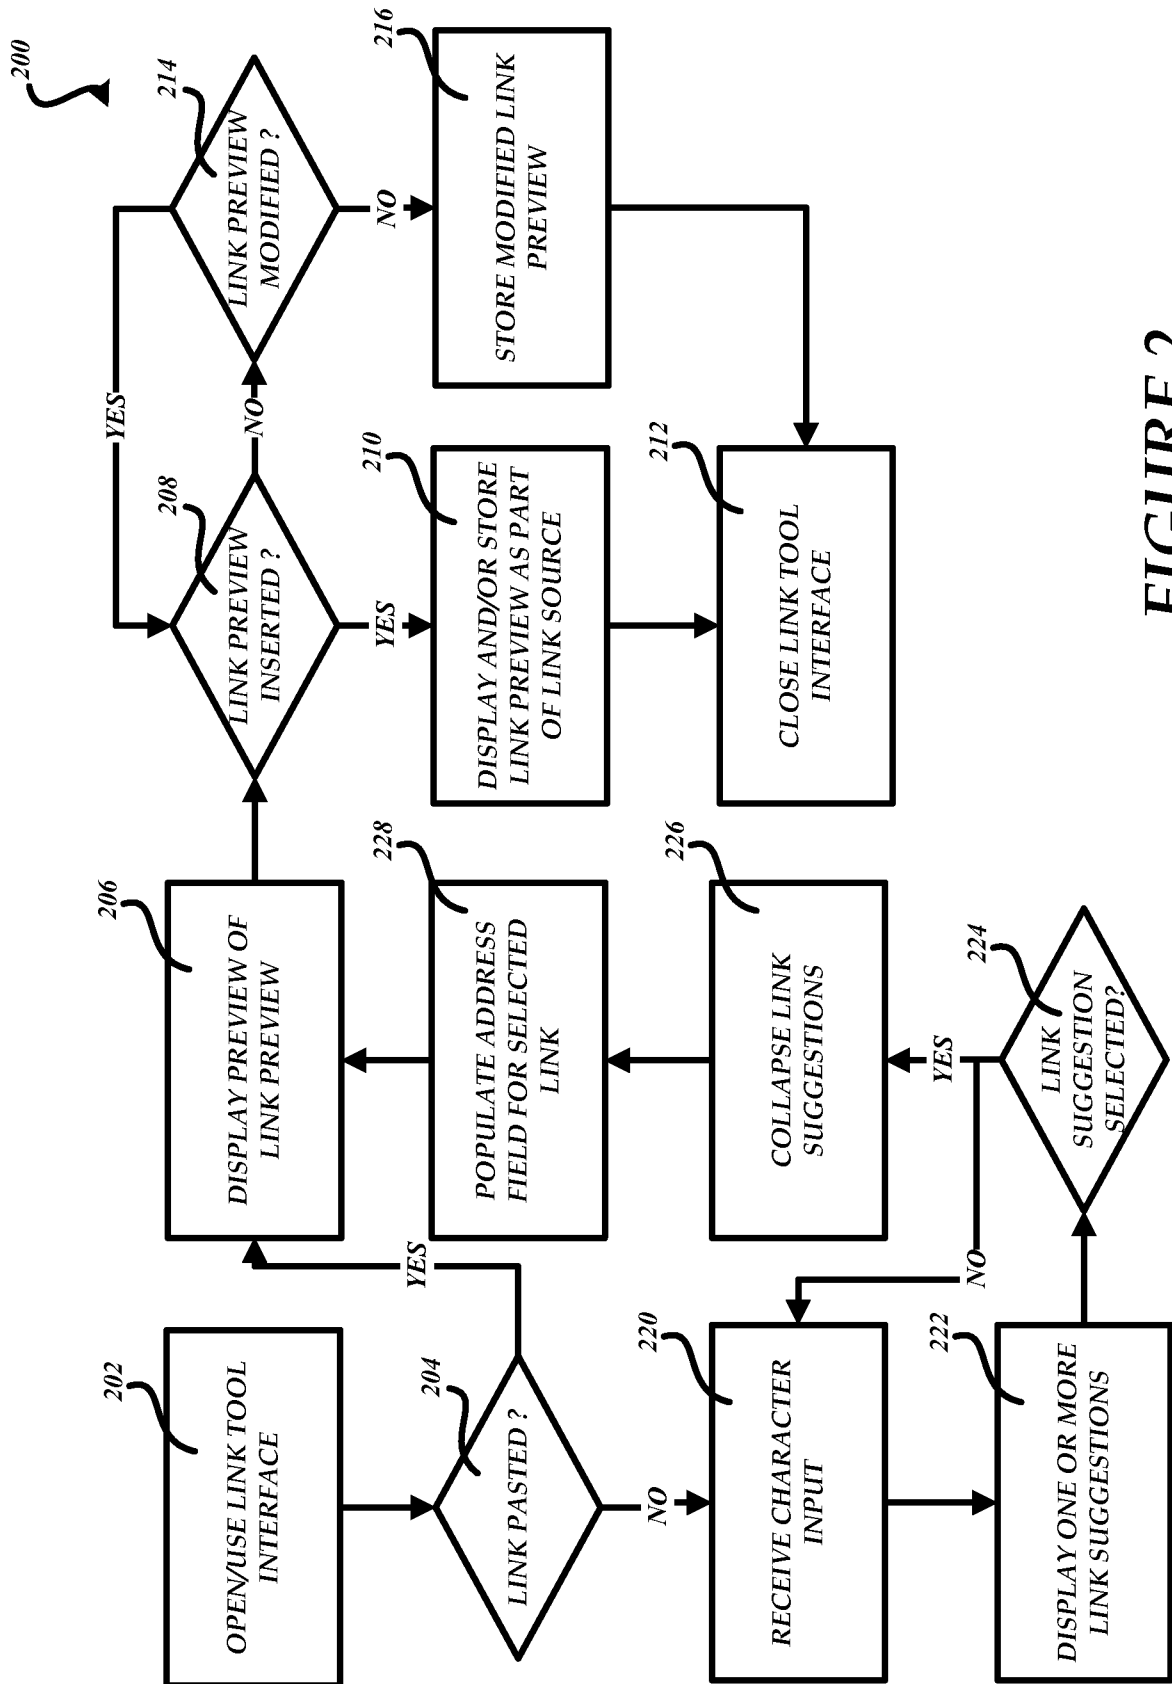 200
202
OPEN/USE LINK TOOL
INTERFACE
204
LINK PASTED ?
YES
NO
220
RECEIVE CHARACTER
INPUT
222
DISPLAY ONE OR MORE
LINK SUGGESTIONS
224
LINK
SUGGESTION
SELECTED?
NO
YES
226
COLLAPSE LINK
SUGGESTIONS
228
POPULATE ADDRESS
FIELD FOR SELECTED
LINK
206
DISPLAY PREVIEW OF
LINK PREVIEW
208
LINK PREVIEW
INSERTED ?
YES
NO
210
DISPLAY AND/OR STORE
LINK PREVIEW AS PART
OF LINK SOURCE
212
CLOSE LINK TOOL
INTERFACE
214
LINK PREVIEW
MODIFIED ?
YES
NO
216
STORE MODIFIED LINK
PREVIEW
FIGURE 2